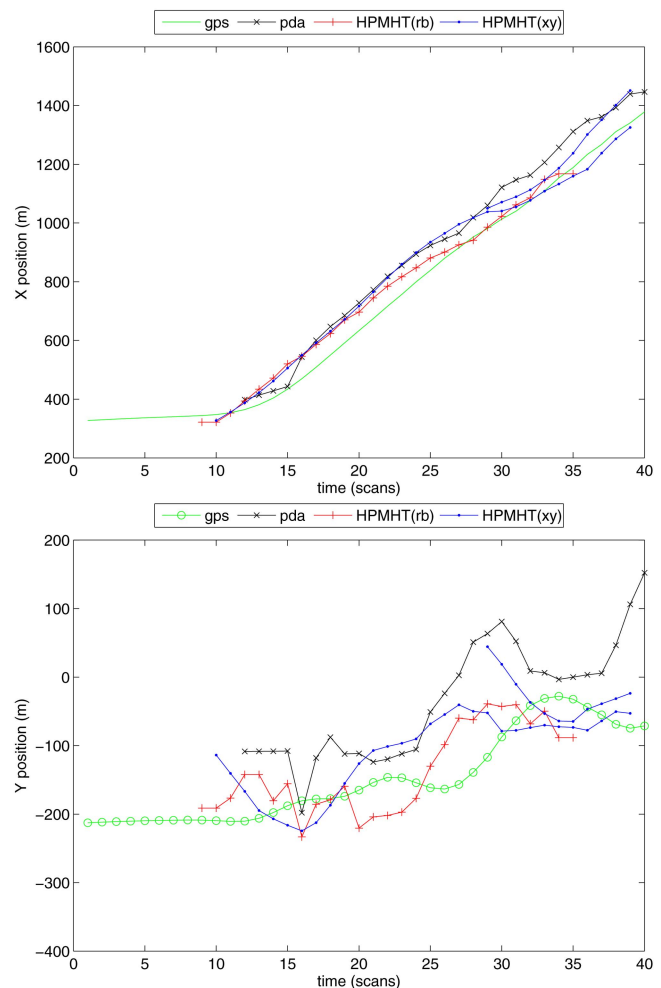 gps pda HPMHT(rb) HPMHT(xy)
1600
1400
1200
1000
800
600
400
200
X position (m)
0 5 10 15 20 25 30 35 40
time (scans)
gps pda HPMHT(rb) HPMHT(xy)
200
100
0
−100
−200
−300
−400
Y position (m)
0 5 10 15 20 25 30 35 40
time (scans)